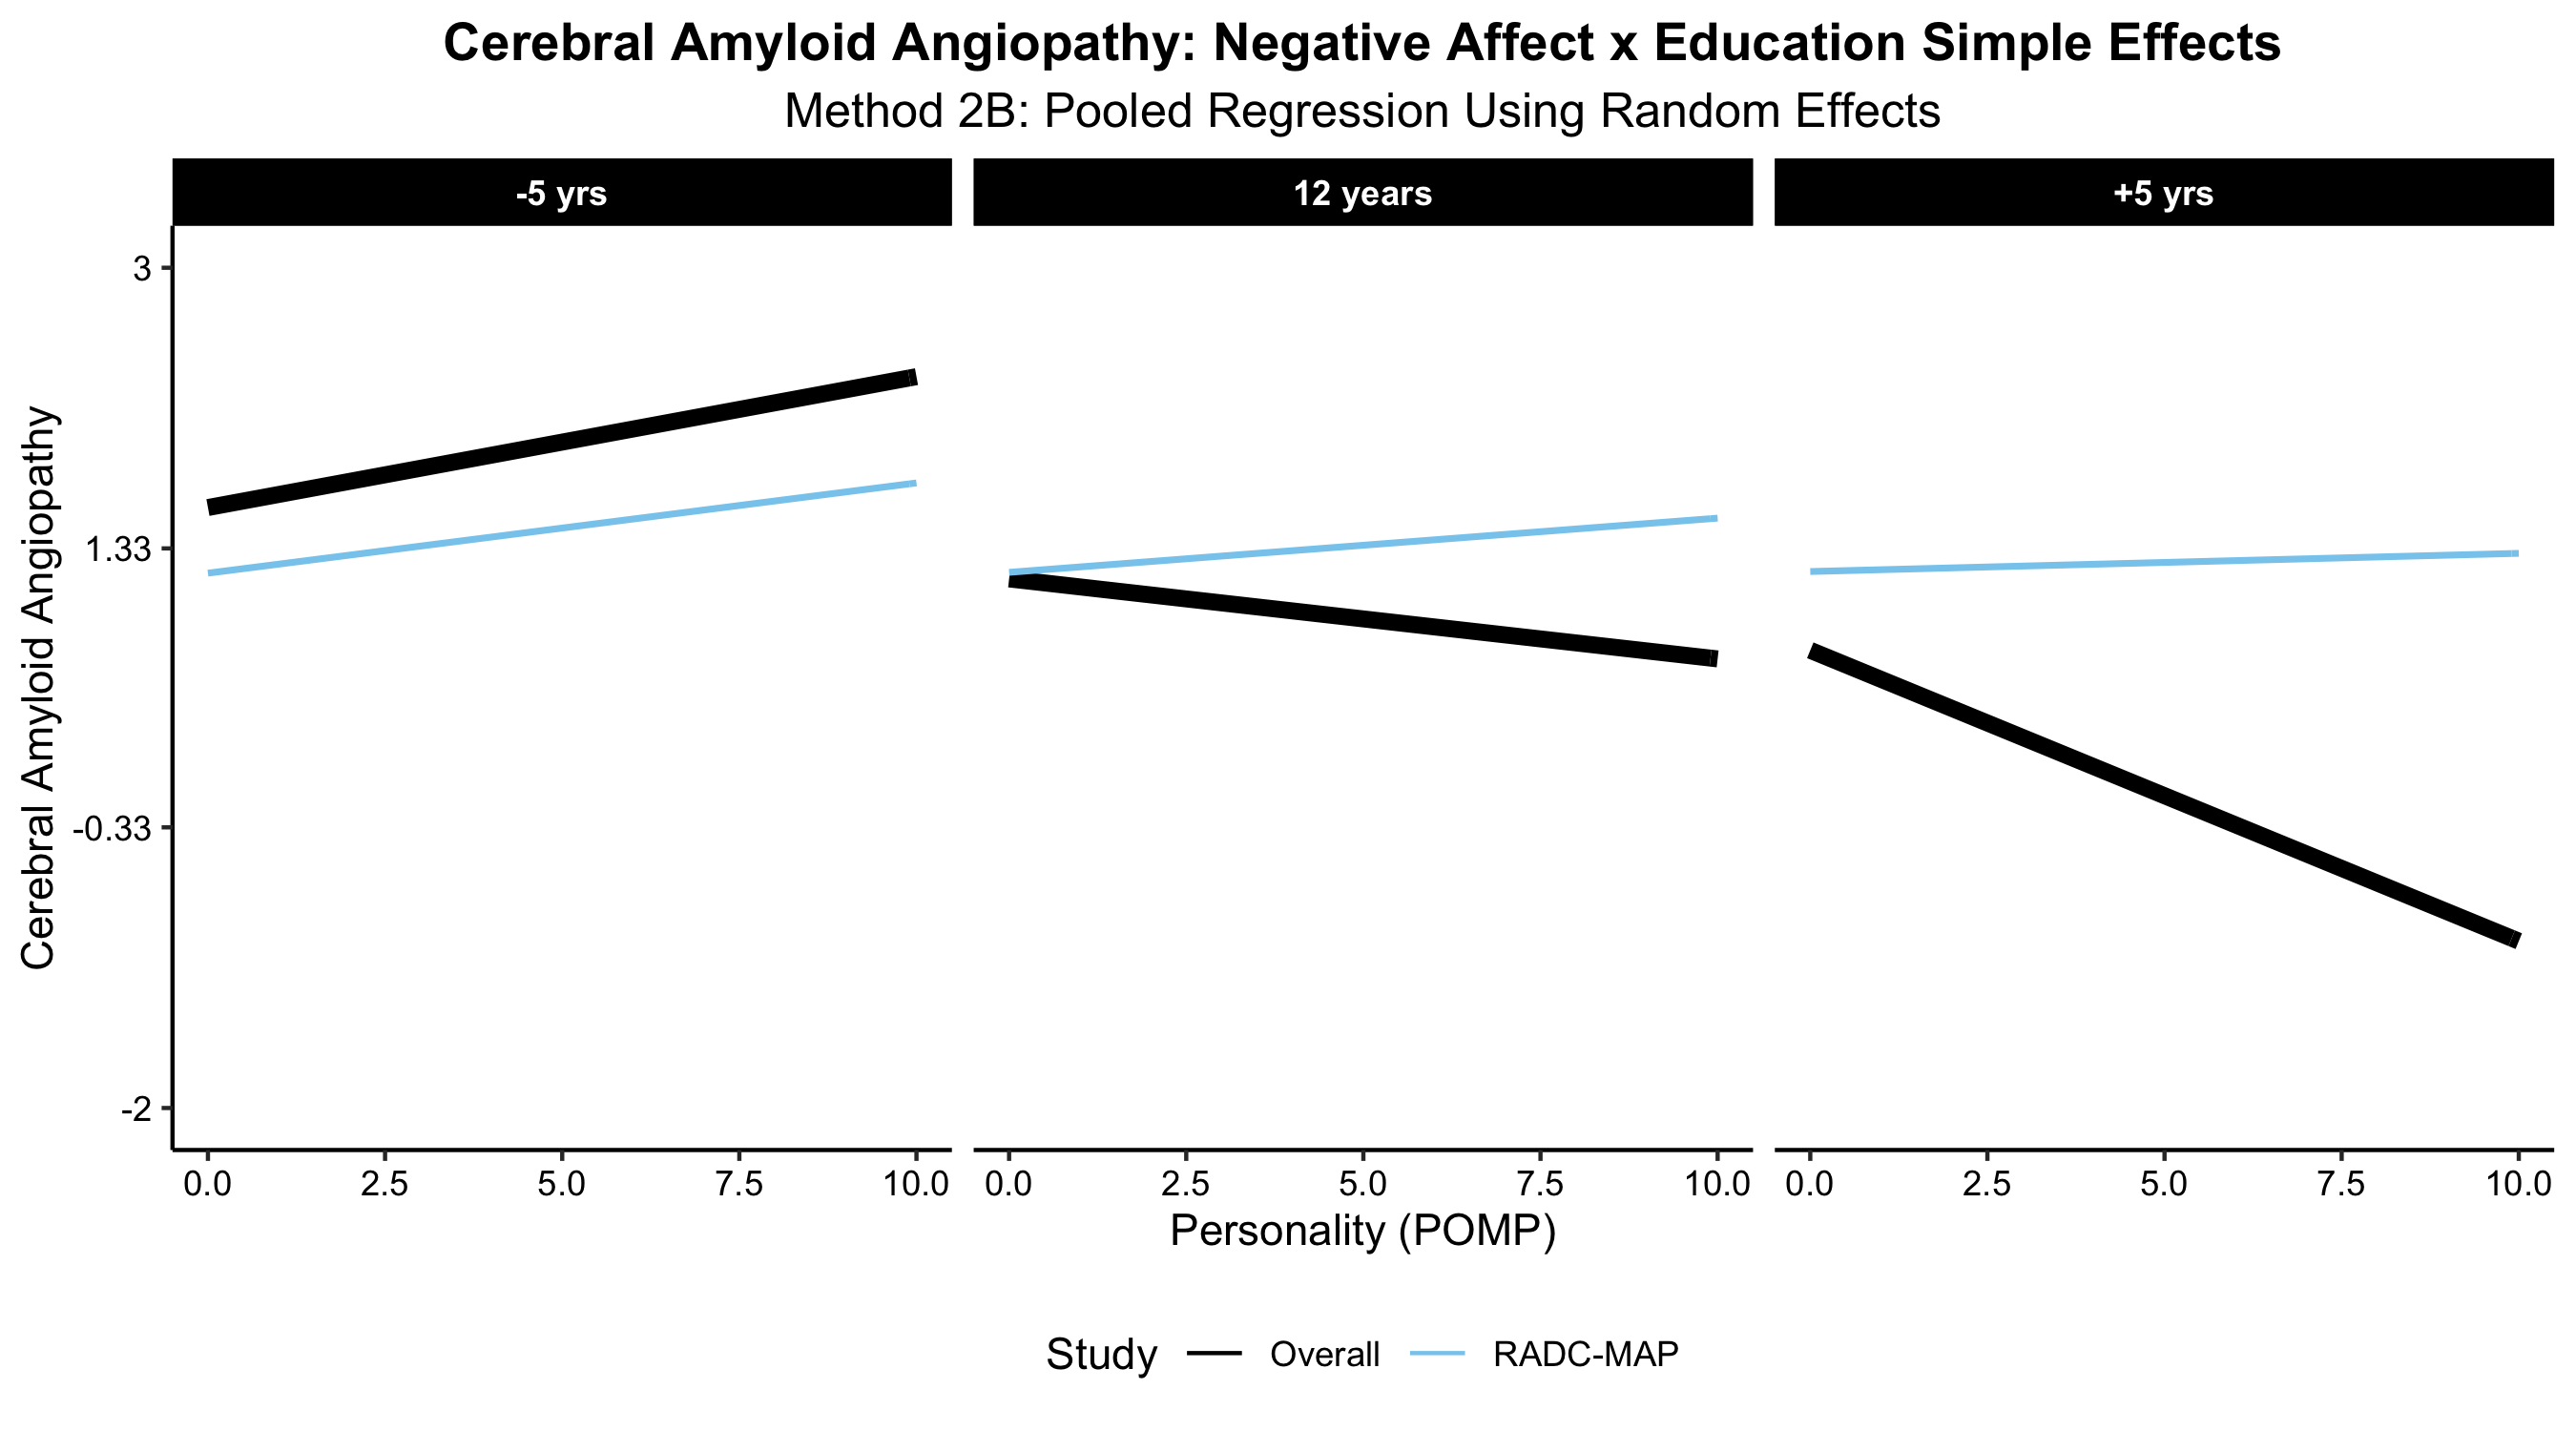 Cerebral Amyloid Angiopathy: Negative Affect x Education Simple Effects
Method 2B: Pooled Regression Using Random Effects
-5 yrs 12 years +5 yrs
Cerebral Amyloid Angiopathy
3
1.33
-0.33
-2
0.0 2.5 5.0 7.5 10.0 0.0 2.5 5.0 7.5 10.0 0.0 2.5 5.0 7.5 10.0
Personality (POMP)
Study Overall RADC-MAP